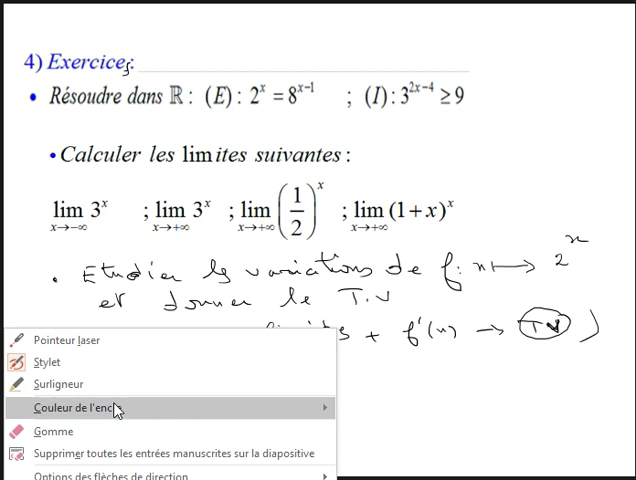 4) Exercices:
• Résoudre dans ℝ : (E) : 2^x = 8^{x-1} ; (I) : 3^{2x-4} ≥ 9
• Calculer les limites suivantes :
lim_{x→-∞} 3^x ; lim_{x→+∞} 3^x ; lim_{x→+∞} (1/2)^x ; lim_{x→+∞} (1+x)^x
• Etudier les variations de f: x ↦ 2^x
et donner le T.V
+ f'(x) → TV )
Pointeur laser
Stylet
Surligneur
Couleur de l'encre
Gomme
Supprimer toutes les entrées manuscrites sur la diapositive
Options des flèches de direction